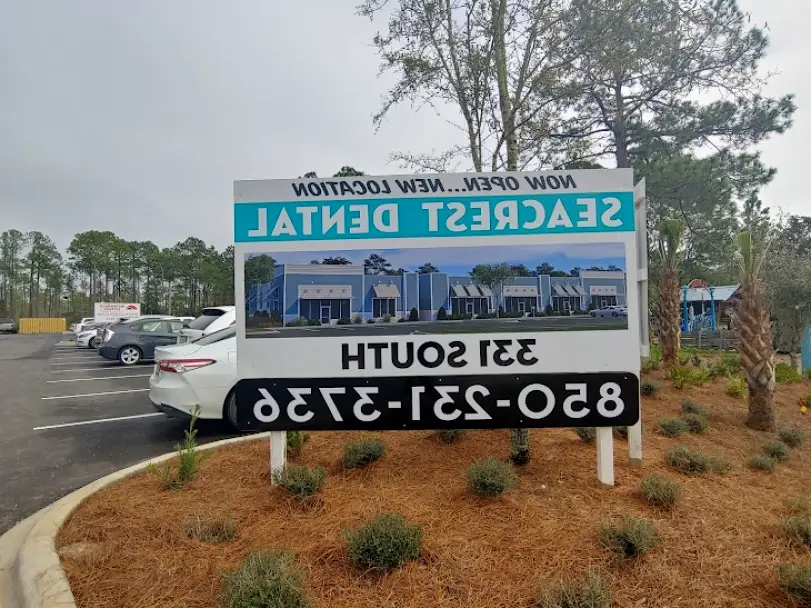 NOW OPEN...NEW LOCATION
SEACREST DENTAL
331 SOUTH
850-231-3736